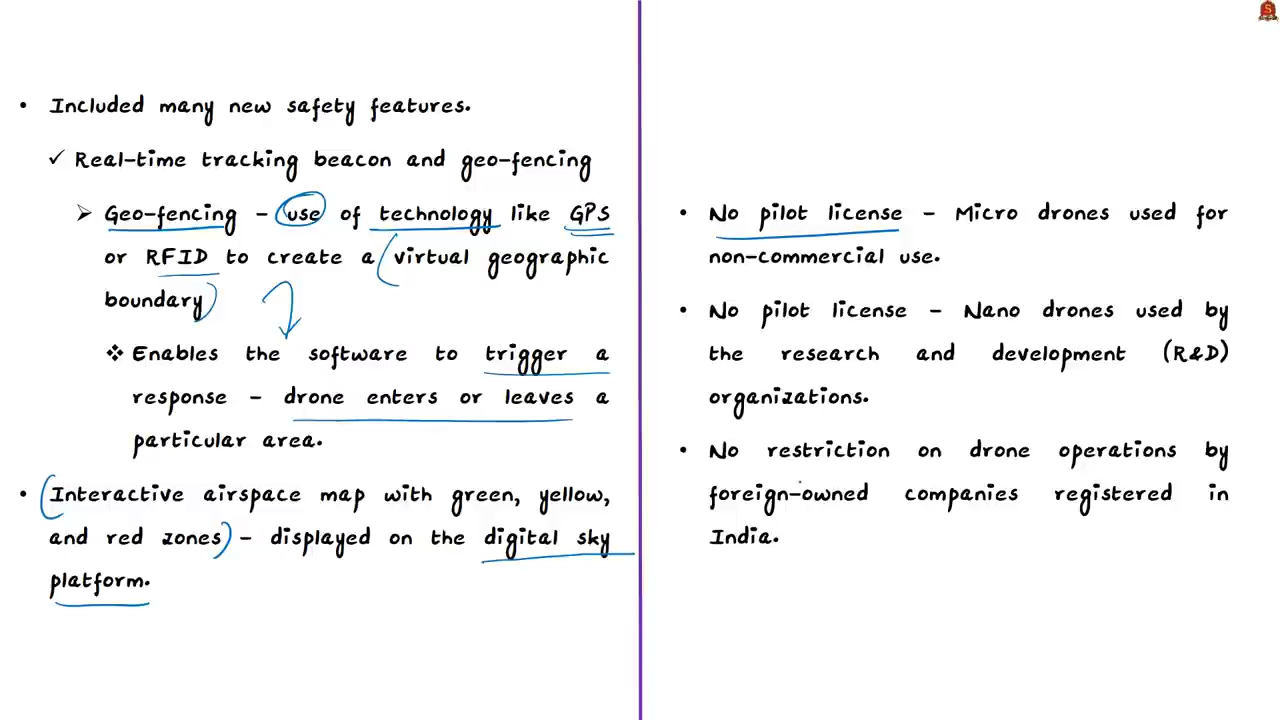 • Included many new safety features.
✓ Real-time tracking beacon and geo-fencing
➢ Geo-fencing - use of technology like GPS
or RFID to create a virtual geographic
boundary
❖ Enables the software to trigger a
response - drone enters or leaves a
particular area.
• Interactive airspace map with green, yellow,
and red zones - displayed on the digital sky
platform.
• No pilot license - Micro drones used for
non-commercial use.
• No pilot license - Nano drones used by
the research and development (R&D)
organizations.
• No restriction on drone operations by
foreign-owned companies registered in
India.